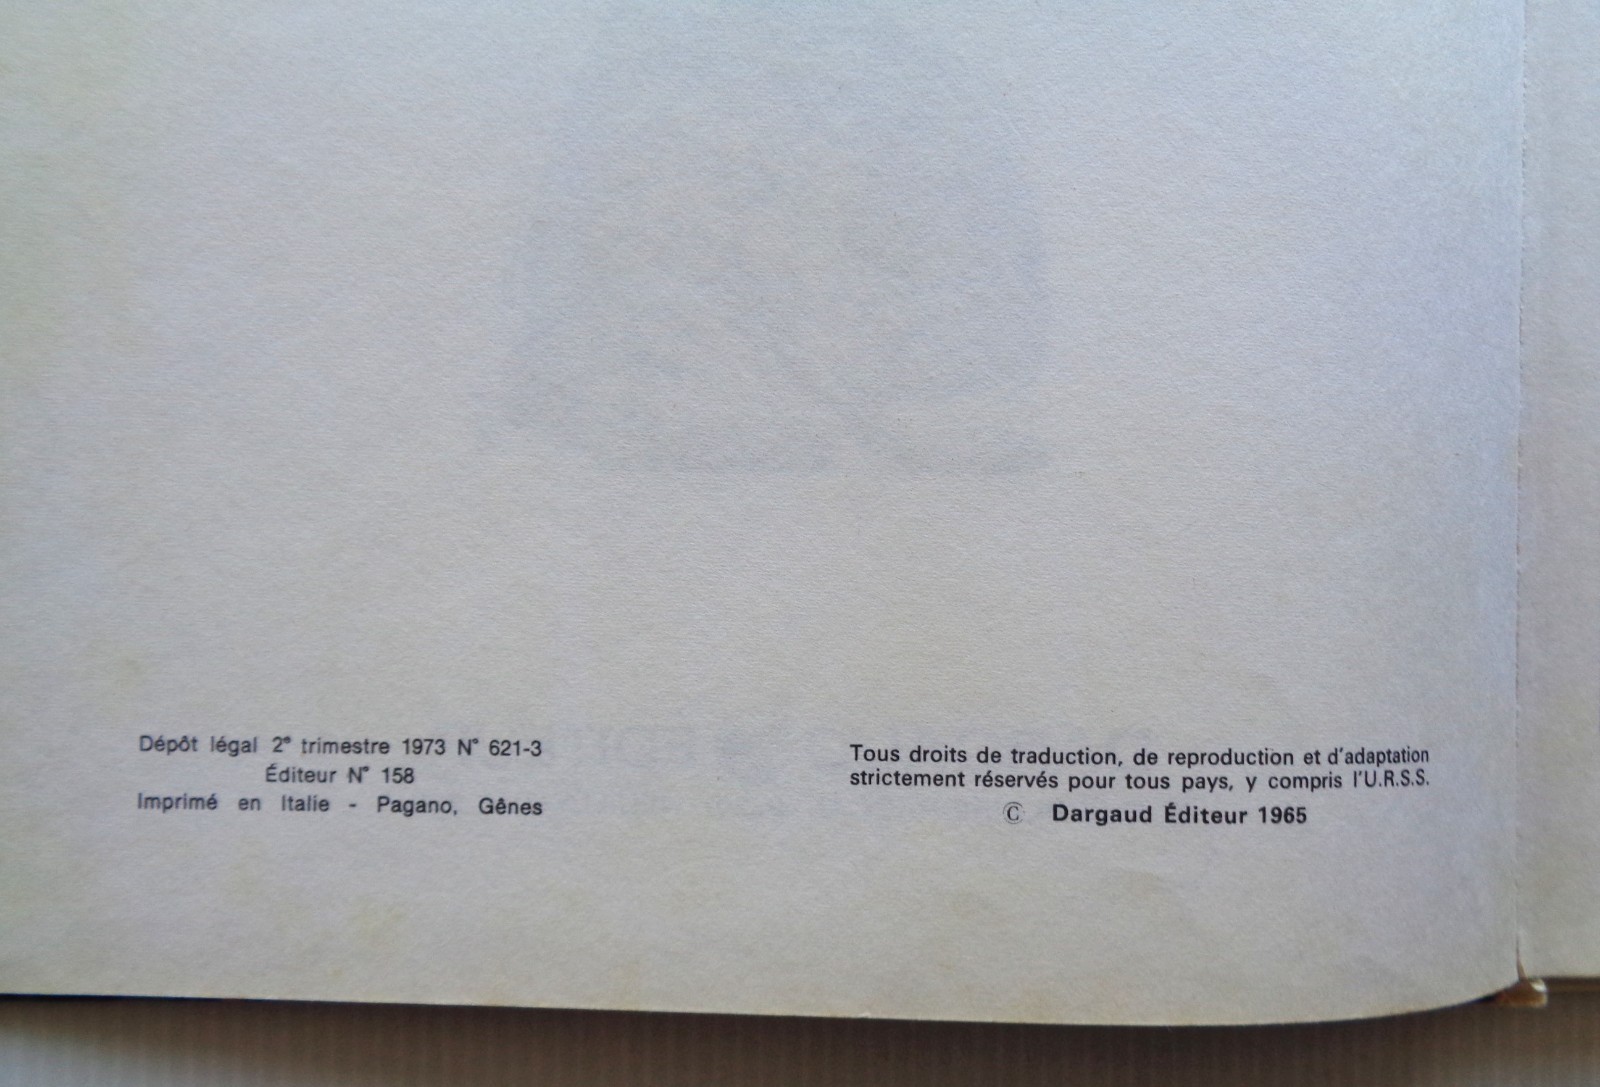 Dépôt légal 2e trimestre 1973 N° 621-3
Éditeur N° 158
Imprimé en Italie - Pagano, Gênes
Tous droits de traduction, de reproduction et d'adaptation
strictement réservés pour tous pays, y compris l'U.R.S.S.
© Dargaud Éditeur 1965